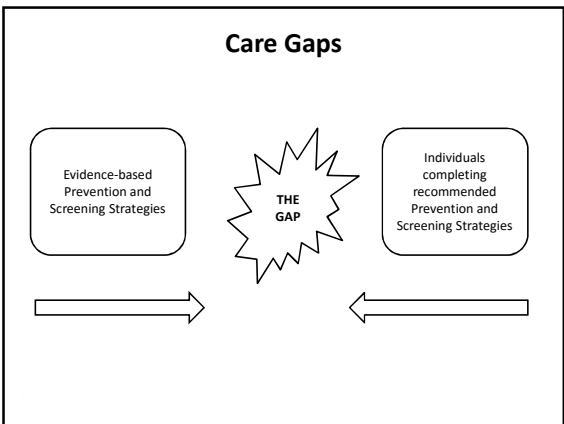 Care Gaps
Evidence-based
Prevention and
Screening Strategies
THE
GAP
Individuals
completing
recommended
Prevention and
Screening Strategies